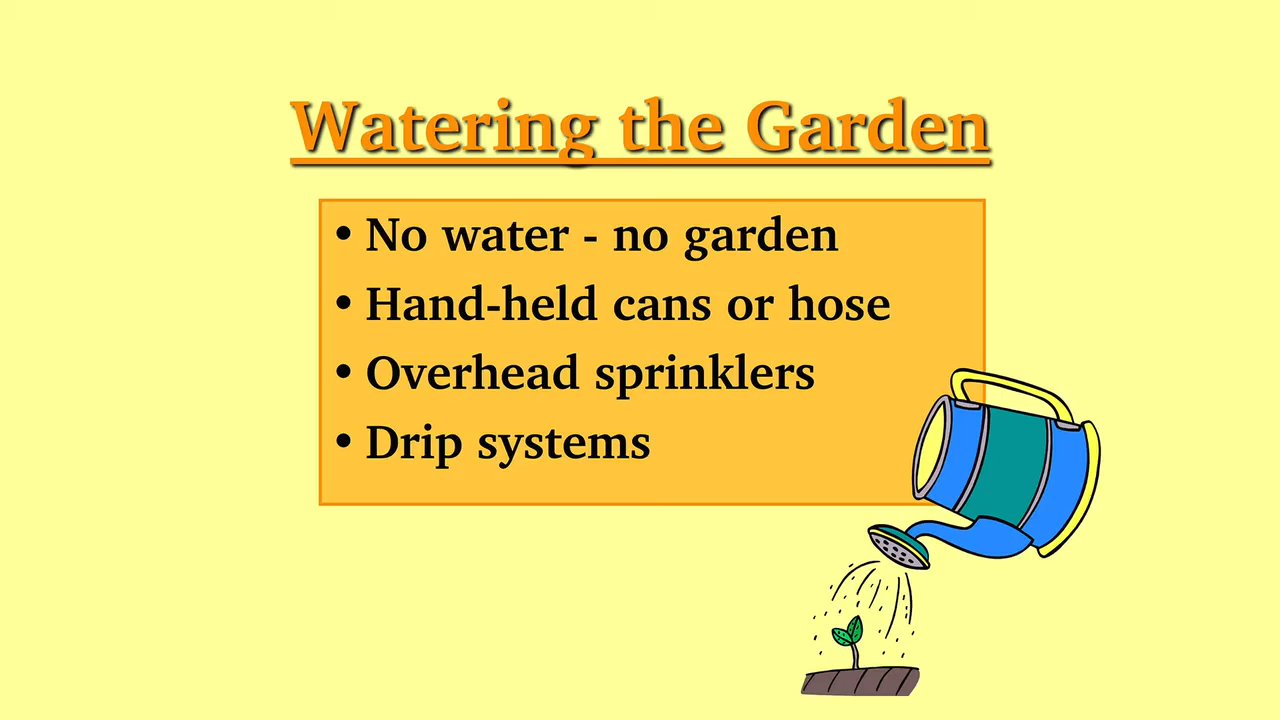 Watering the Garden
• No water - no garden
• Hand-held cans or hose
• Overhead sprinklers
• Drip systems